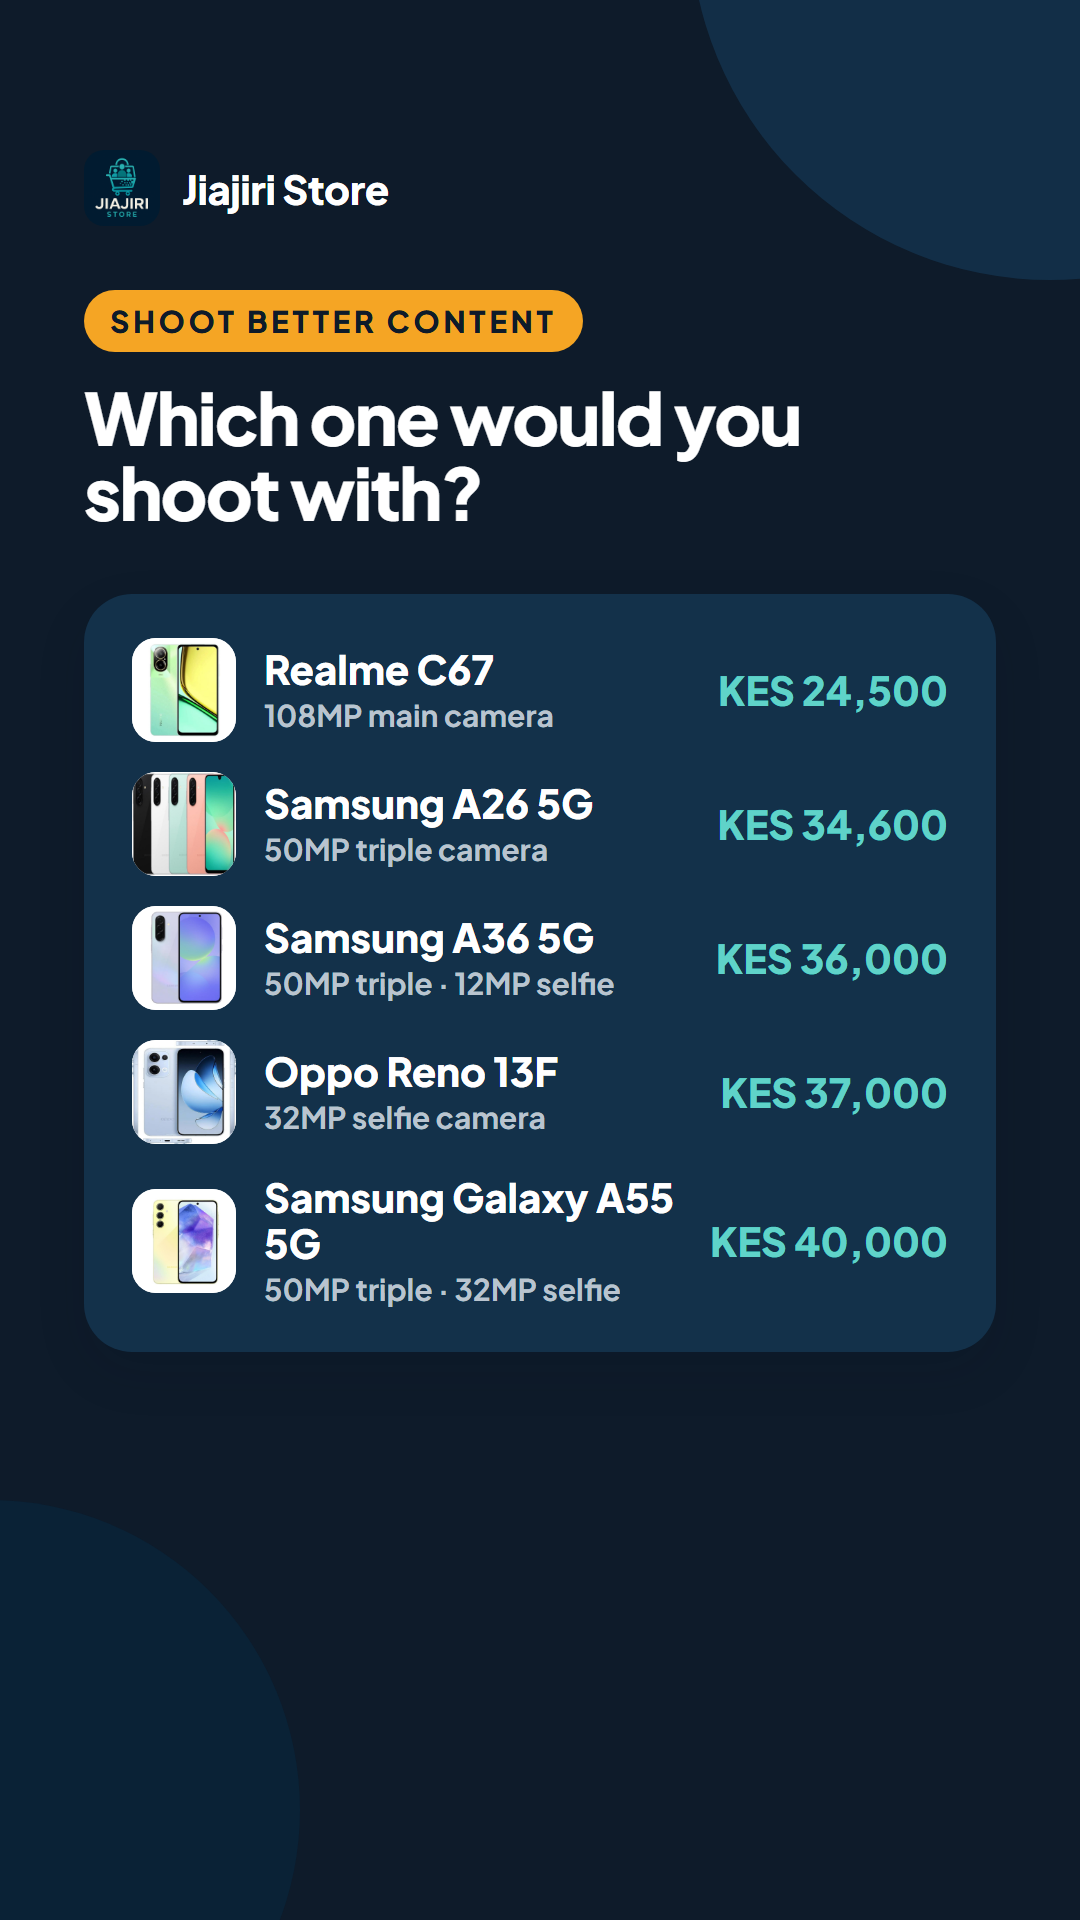 JIAJIRI
STORE
Jiajiri Store
SHOOT BETTER CONTENT
Which one would you
shoot with?
Realme C67
108MP main camera
KES 24,500
Samsung A26 5G
50MP triple camera
KES 34,600
Samsung A36 5G
50MP triple · 12MP selfie
KES 36,000
Oppo Reno 13F
32MP selfie camera
KES 37,000
Samsung Galaxy A55
5G
50MP triple · 32MP selfie
KES 40,000